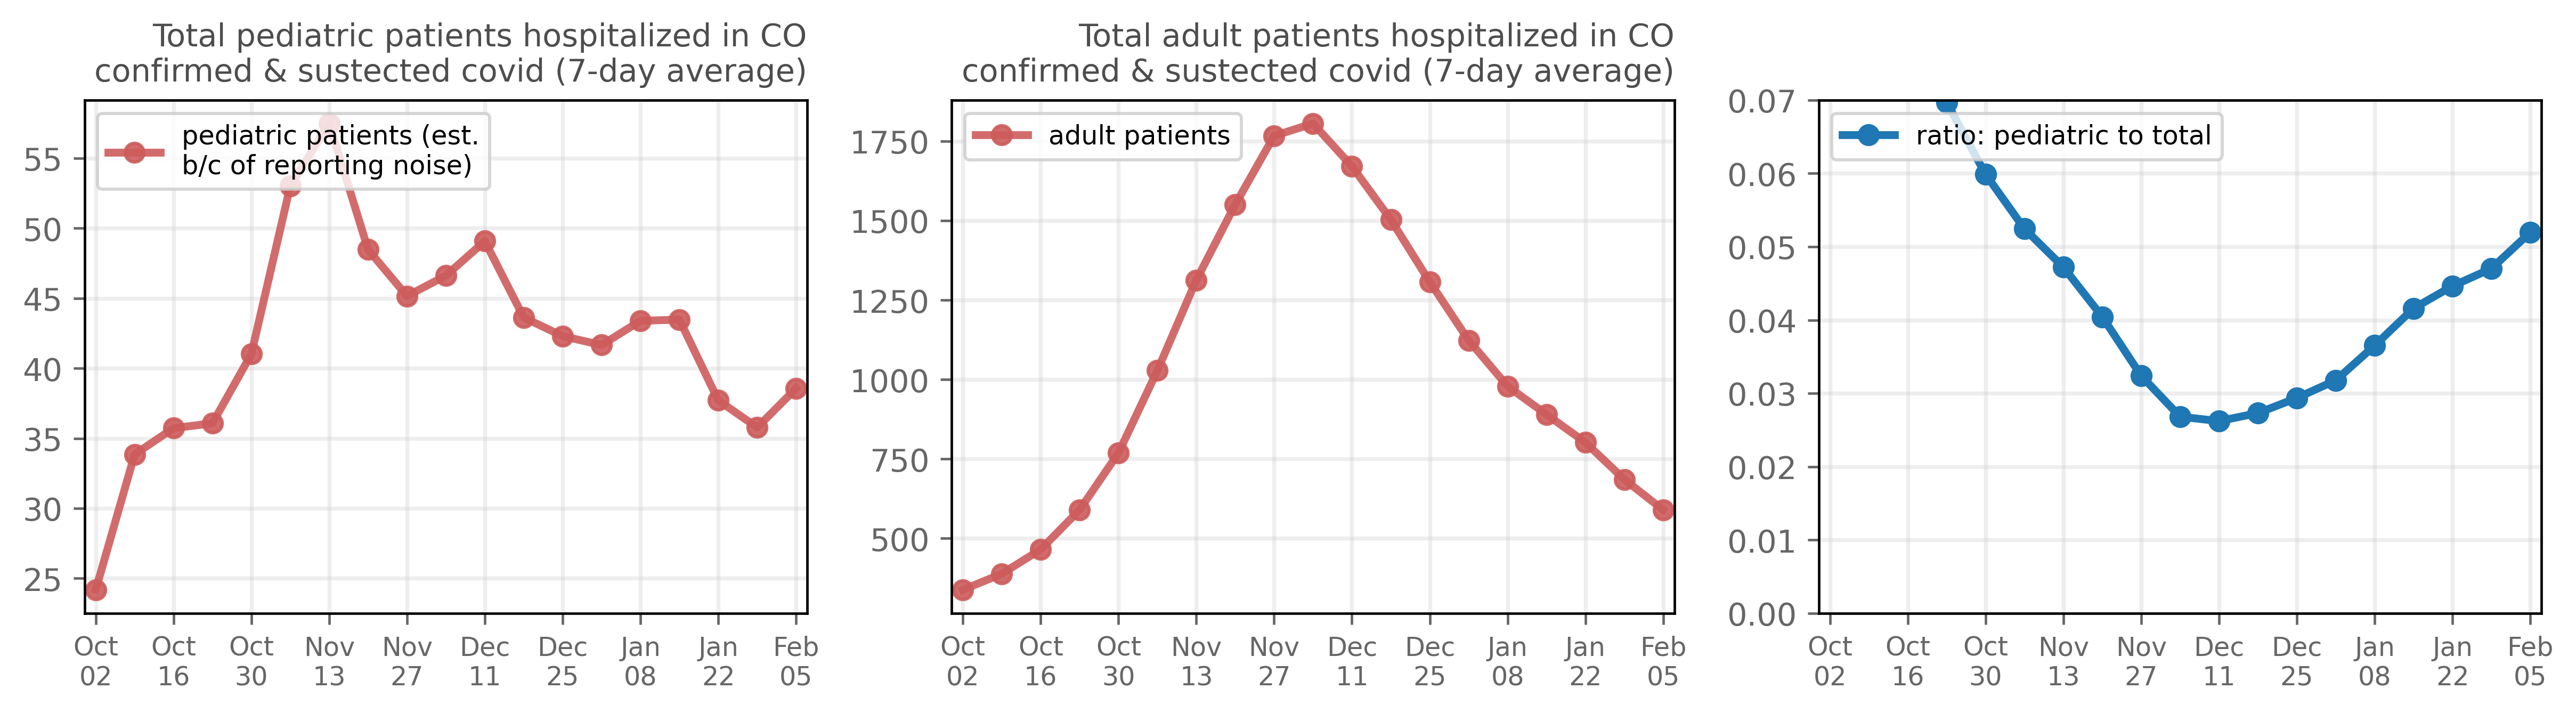 Total pediatric patients hospitalized in CO
confirmed & sustected covid (7-day average)
pediatric patients (est.
b/c of reporting noise)
55
50
45
40
35
30
25
Oct Oct Oct Nov Nov Dec Dec Jan Jan Feb
02 16 30 13 27 11 25 08 22 05
Total adult patients hospitalized in CO
confirmed & sustected covid (7-day average)
adult patients
1750
1500
1250
1000
750
500
Oct Oct Oct Nov Nov Dec Dec Jan Jan Feb
02 16 30 13 27 11 25 08 22 05
ratio: pediatric to total
0.07
0.06
0.05
0.04
0.03
0.02
0.01
0.00
Oct Oct Oct Nov Nov Dec Dec Jan Jan Feb
02 16 30 13 27 11 25 08 22 05